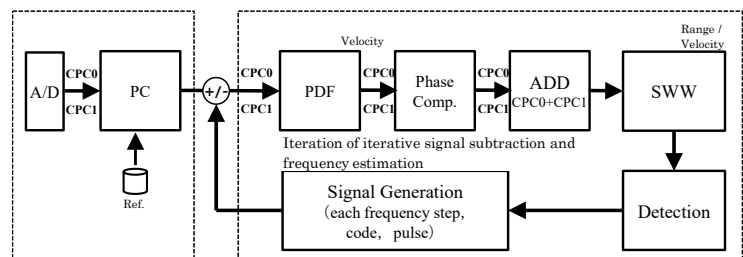 A/D
CPC0
CPC1
PC
Ref.
+/-
CPC0
CPC1
PDF
Velocity
CPC0
CPC1
Phase
Comp.
CPC0
CPC1
ADD
CPC0+CPC1
Range /
Velocity
SWW
Iteration of iterative signal subtraction and
frequency estimation
Signal Generation
(each frequency step,
code, pulse)
Detection